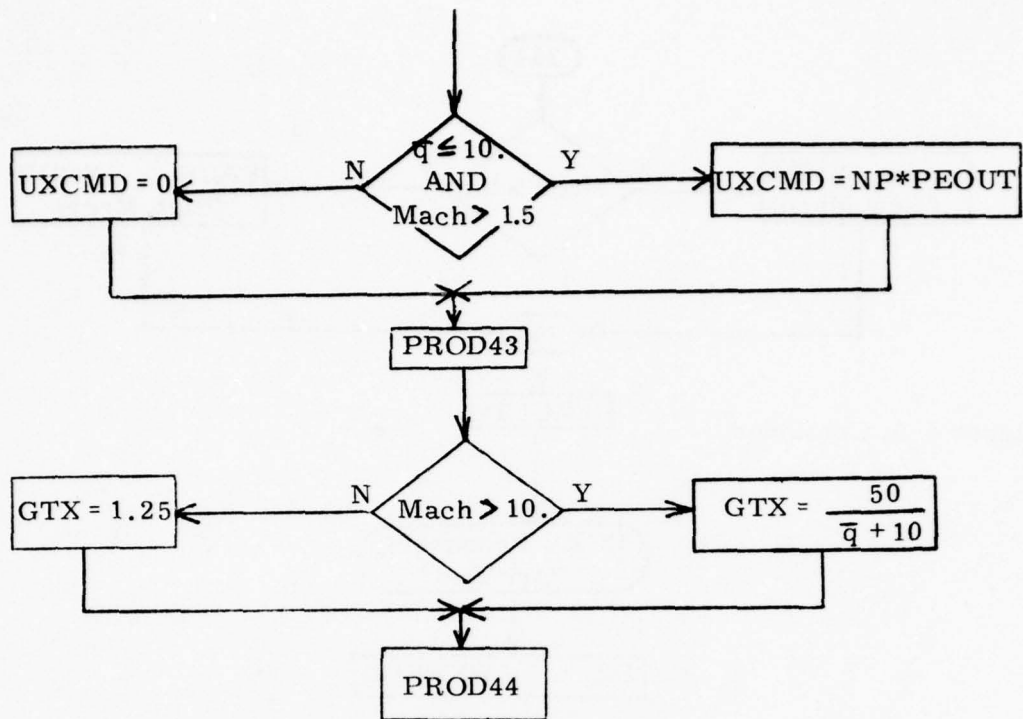 q̅ ≤ 10.
N
Y
AND
UXCMD = 0
UXCMD = NP*PEOUT
Mach > 1.5
PROD43
N
Y
GTX = 1.25
Mach > 10.
GTX = 50 / q̅ + 10
PROD44